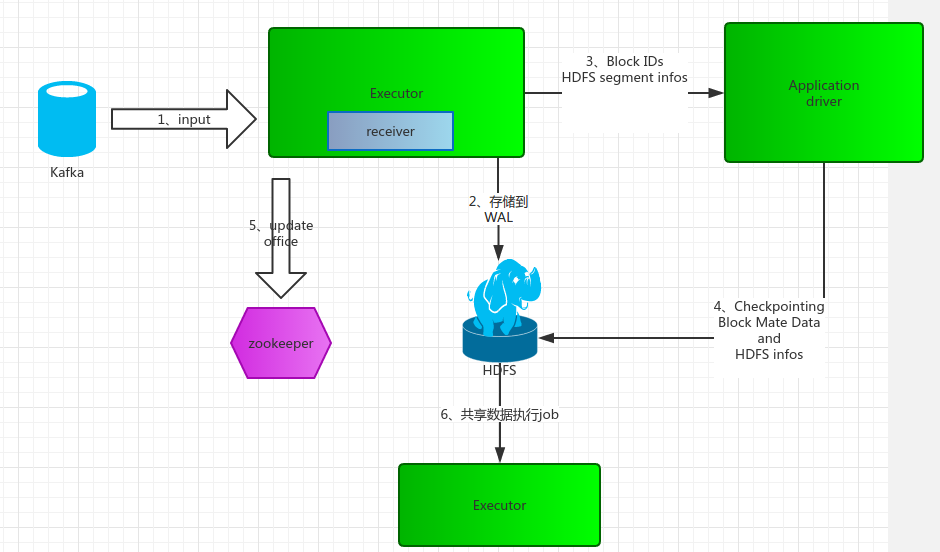 Kafka
1、input
Executor
receiver
3、Block IDs
HDFS segment infos
Application
driver
2、存储到
WAL
5、update
office
zookeeper
HDFS
4、Checkpointing
Block Mate Data
and
HDFS infos
6、共享数据执行job
Executor